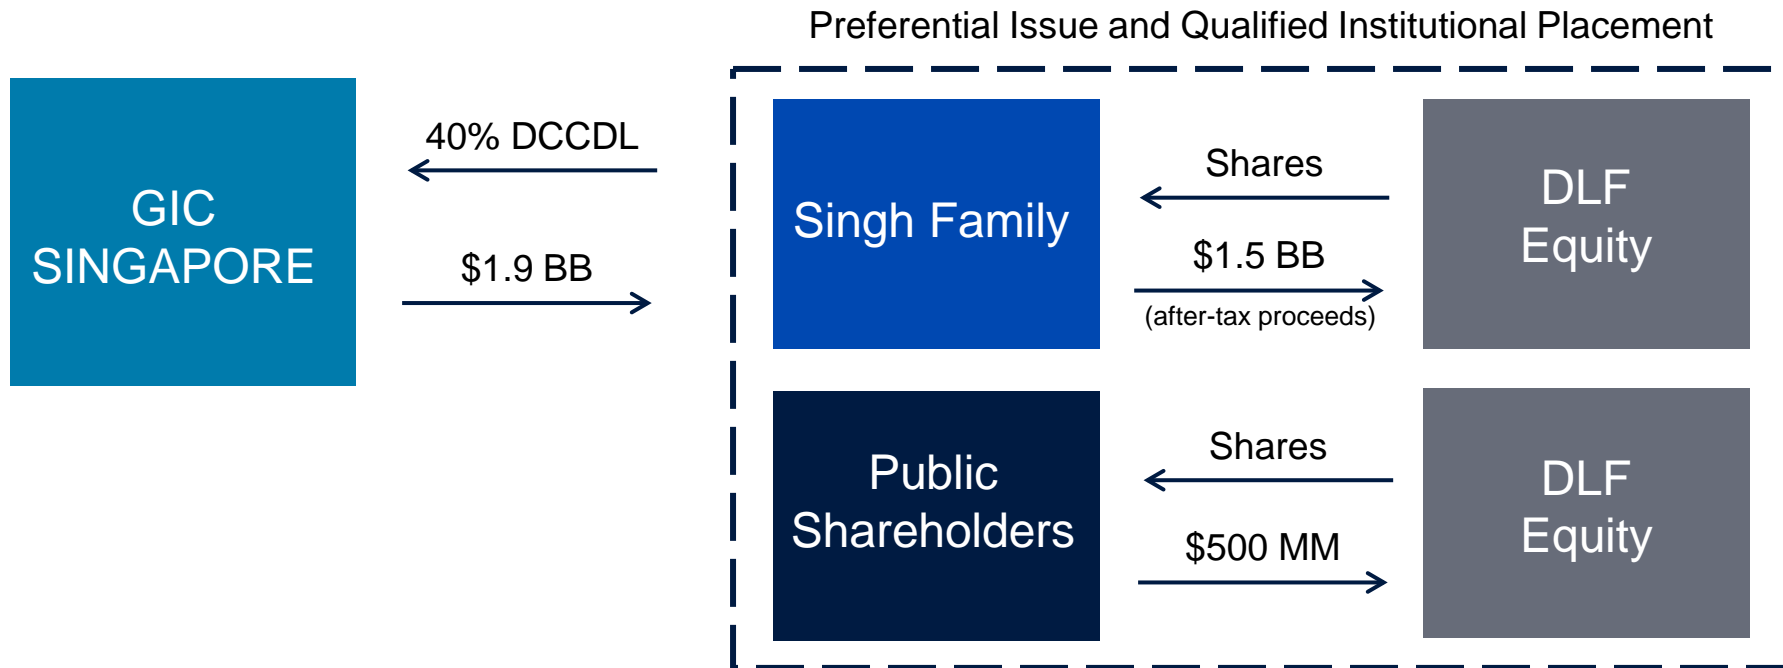 Preferential Issue and Qualified Institutional Placement
GIC
SINGAPORE
40% DCCDL
$1.9 BB
Singh Family
Shares
$1.5 BB
(after-tax proceeds)
DLF
Equity
Public
Shareholders
Shares
$500 MM
DLF
Equity